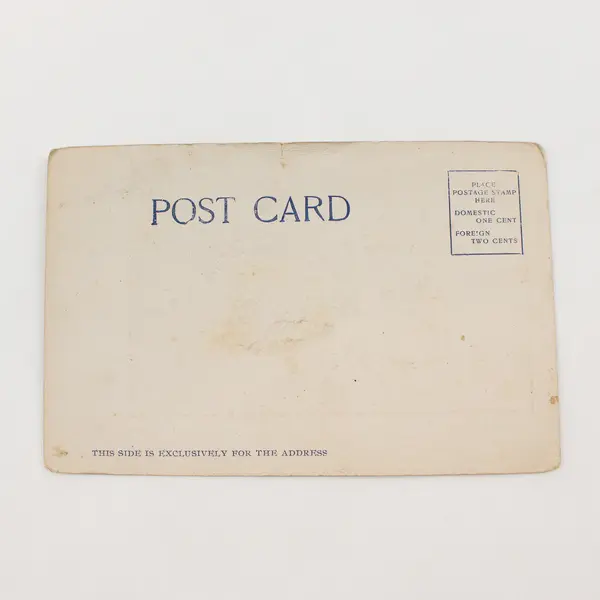 POST CARD
PLACE
POSTAGE STAMP
HERE
DOMESTIC
ONE CENT
FOREIGN
TWO CENTS
THIS SIDE IS EXCLUSIVELY FOR THE ADDRESS